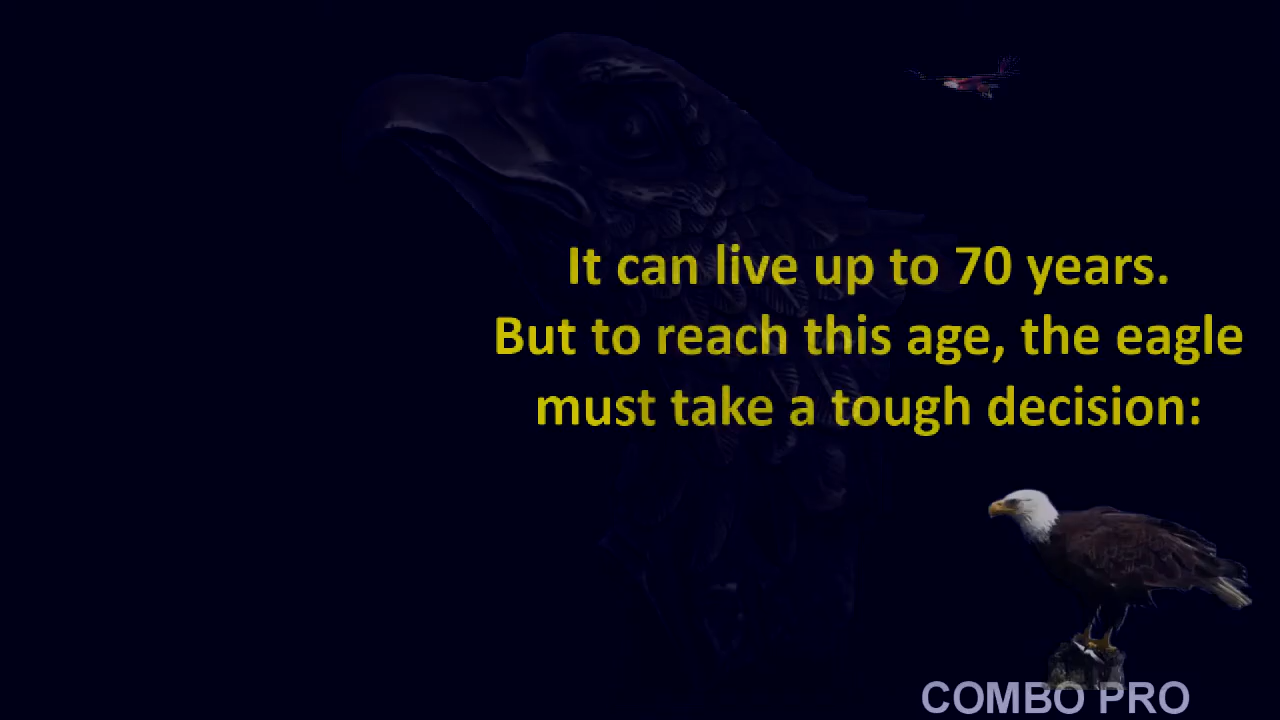 It can live up to 70 years.
But to reach this age, the eagle
must take a tough decision:
COMBO PRO